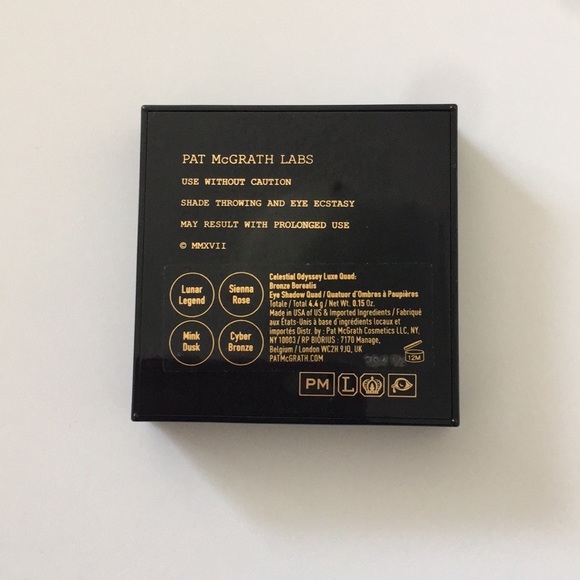 PAT McGRATH LABS
USE WITHOUT CAUTION
SHADE THROWING AND EYE ECSTASY
MAY RESULT WITH PROLONGED USE
© MMXVII
Lunar
Legend
Sienna
Rose
Mink
Dusk
Cyber
Bronze
Celestial Odyssey Luxe Quad:
Bronze Borealis
Eye Shadow Quad / Quatuor d'Ombres à Paupières
Totale / Total 4.4 g / Net Wt. 0.15 Oz.
Made in USA of US & Imported Ingredients / Fabriqué
aux États-Unis à base d'ingrédients locaux et
importés Distr. by : Pat McGrath Cosmetics LLC, NY,
NY 10003 / RP BIORIUS : 7170 Manage,
Belgium / London WC2H 9JQ, UK
PATMcGRATH.COM
12M
PM L